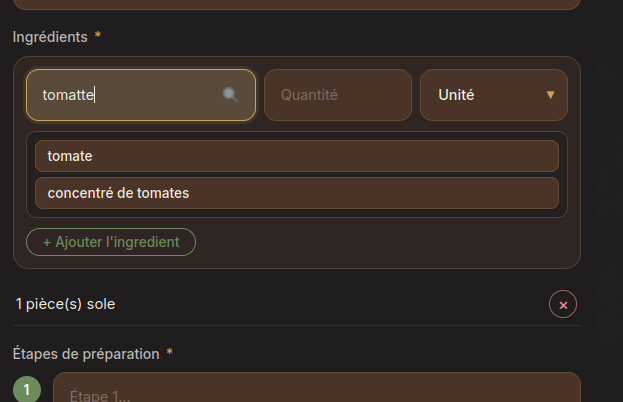 Ingrédients *
tomatte
Quantité
Unité
tomate
concentré de tomates
+ Ajouter l'ingredient
1 pièce(s) sole
Étapes de préparation *
1
Étape 1...